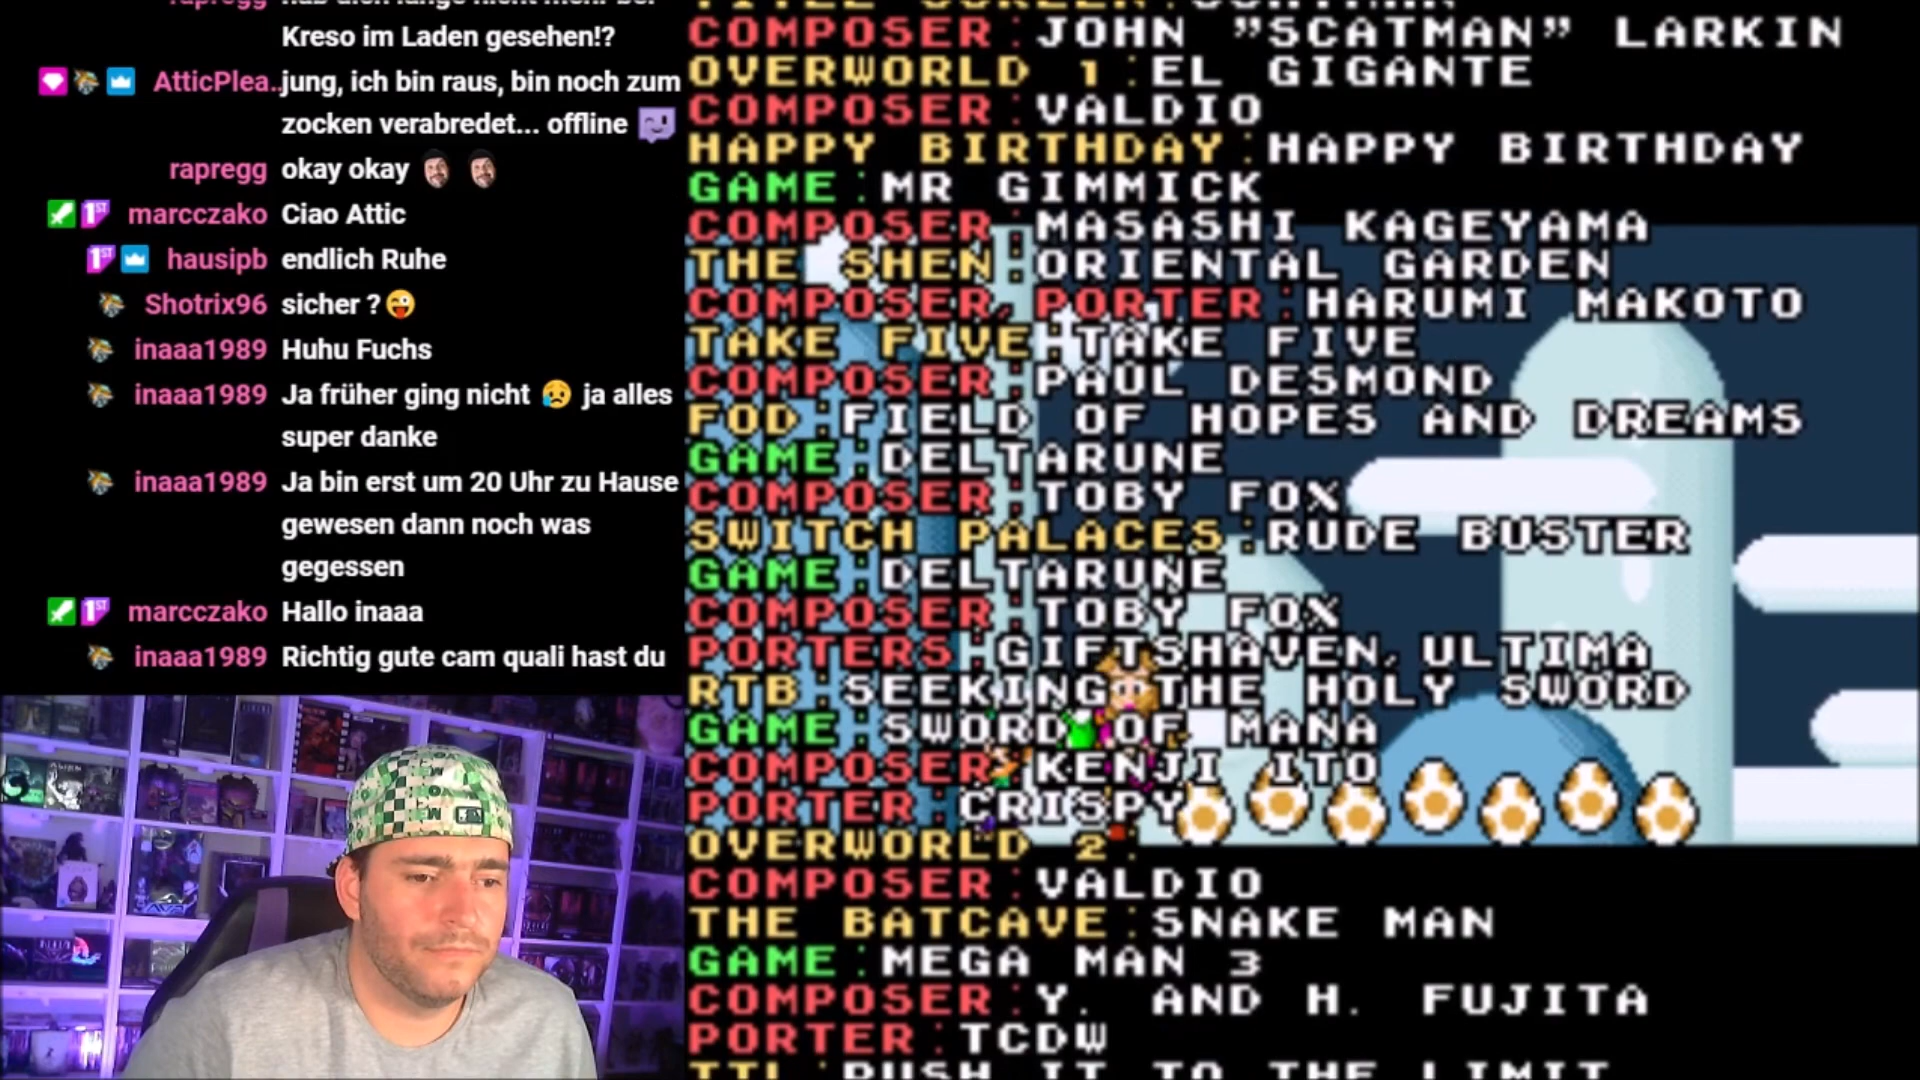 Kreso im Laden gesehen!?
AtticPlea.. jung, ich bin raus, bin noch zum
zocken verabredet... offline
rapregg okay okay
marcczako Ciao Attic
hausipb endlich Ruhe
Shotrix96 sicher ?
inaaa1989 Huhu Fuchs
inaaa1989 Ja früher ging nicht ja alles
super danke
inaaa1989 Ja bin erst um 20 Uhr zu Hause
gewesen dann noch was
gegessen
marcczako Hallo inaaa
inaaa1989 Richtig gute cam quali hast du
COMPOSER:JOHN "SCATMAN" LARKIN
OVERWORLD 1:EL GIGANTE
COMPOSER:VALDIO
HAPPY BIRTHDAY:HAPPY BIRTHDAY
GAME:MR GIMMICK
COMPOSER:MASASHI KAGEYAMA
THE SHEN:ORIENTAL GARDEN
COMPOSER, PORTER:HARUMI MAKOTO
TAKE FIVE:TAKE FIVE
COMPOSER:PAUL DESMOND
FOD:FIELD OF HOPES AND DREAMS
GAME:DELTARUNE
COMPOSER:TOBY FOX
SWITCH PALACES:RUDE BUSTER
GAME:DELTARUNE
COMPOSER:TOBY FOX
PORTERS:GIFTSHAVEN,ULTIMA
RTB:SEEKING THE HOLY SWORD
GAME:SWORD OF MANA
COMPOSER:KENJI ITO
PORTER:CRISPY
OVERWORLD 2:
COMPOSER:VALDIO
THE BATCAVE:SNAKE MAN
GAME:MEGA MAN 3
COMPOSER:Y. AND H. FUJITA
PORTER:TCDW
TTL:PUSH IT TO THE LIMIT